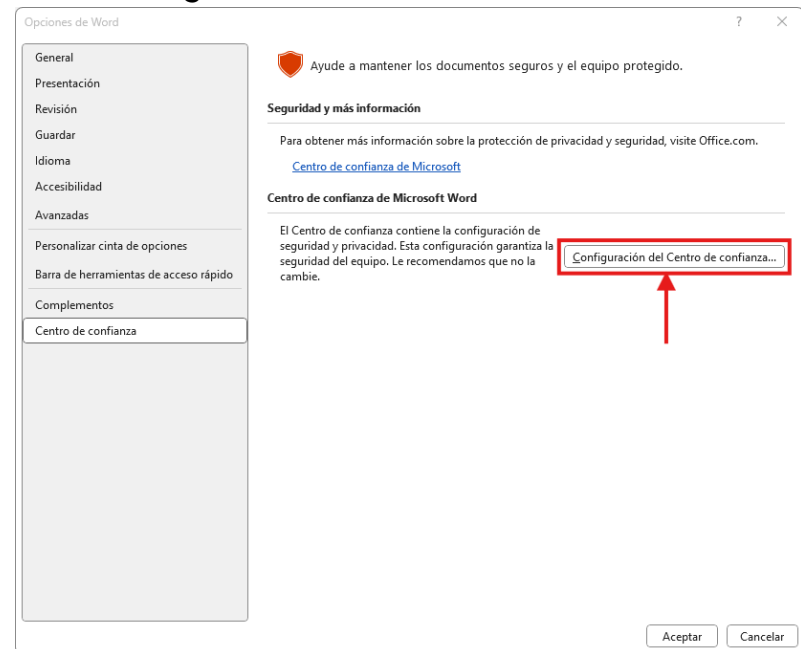 Opciones de Word
?
General
Presentación
Revisión
Guardar
Idioma
Accesibilidad
Avanzadas
Personalizar cinta de opciones
Barra de herramientas de acceso rápido
Complementos
Centro de confianza
Ayude a mantener los documentos seguros y el equipo protegido.
Seguridad y más información
Para obtener más información sobre la protección de privacidad y seguridad, visite Office.com.
Centro de confianza de Microsoft
Centro de confianza de Microsoft Word
El Centro de confianza contiene la configuración de
seguridad y privacidad. Esta configuración garantiza la
seguridad del equipo. Le recomendamos que no la
cambie.
Configuración del Centro de confianza...
Aceptar
Cancelar